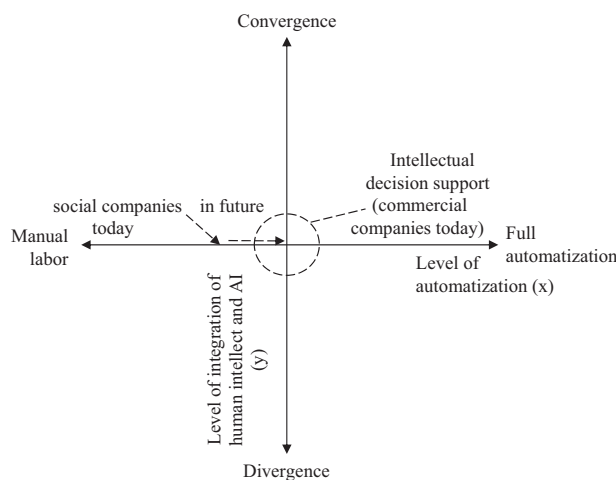 Convergence
Intellectual
decision support
(commercial
companies today)
social companies
today
in future
Manual
labor
Full
automatization
Level of
automatization (x)
Level of integration of
human intellect and AI
(y)
Divergence